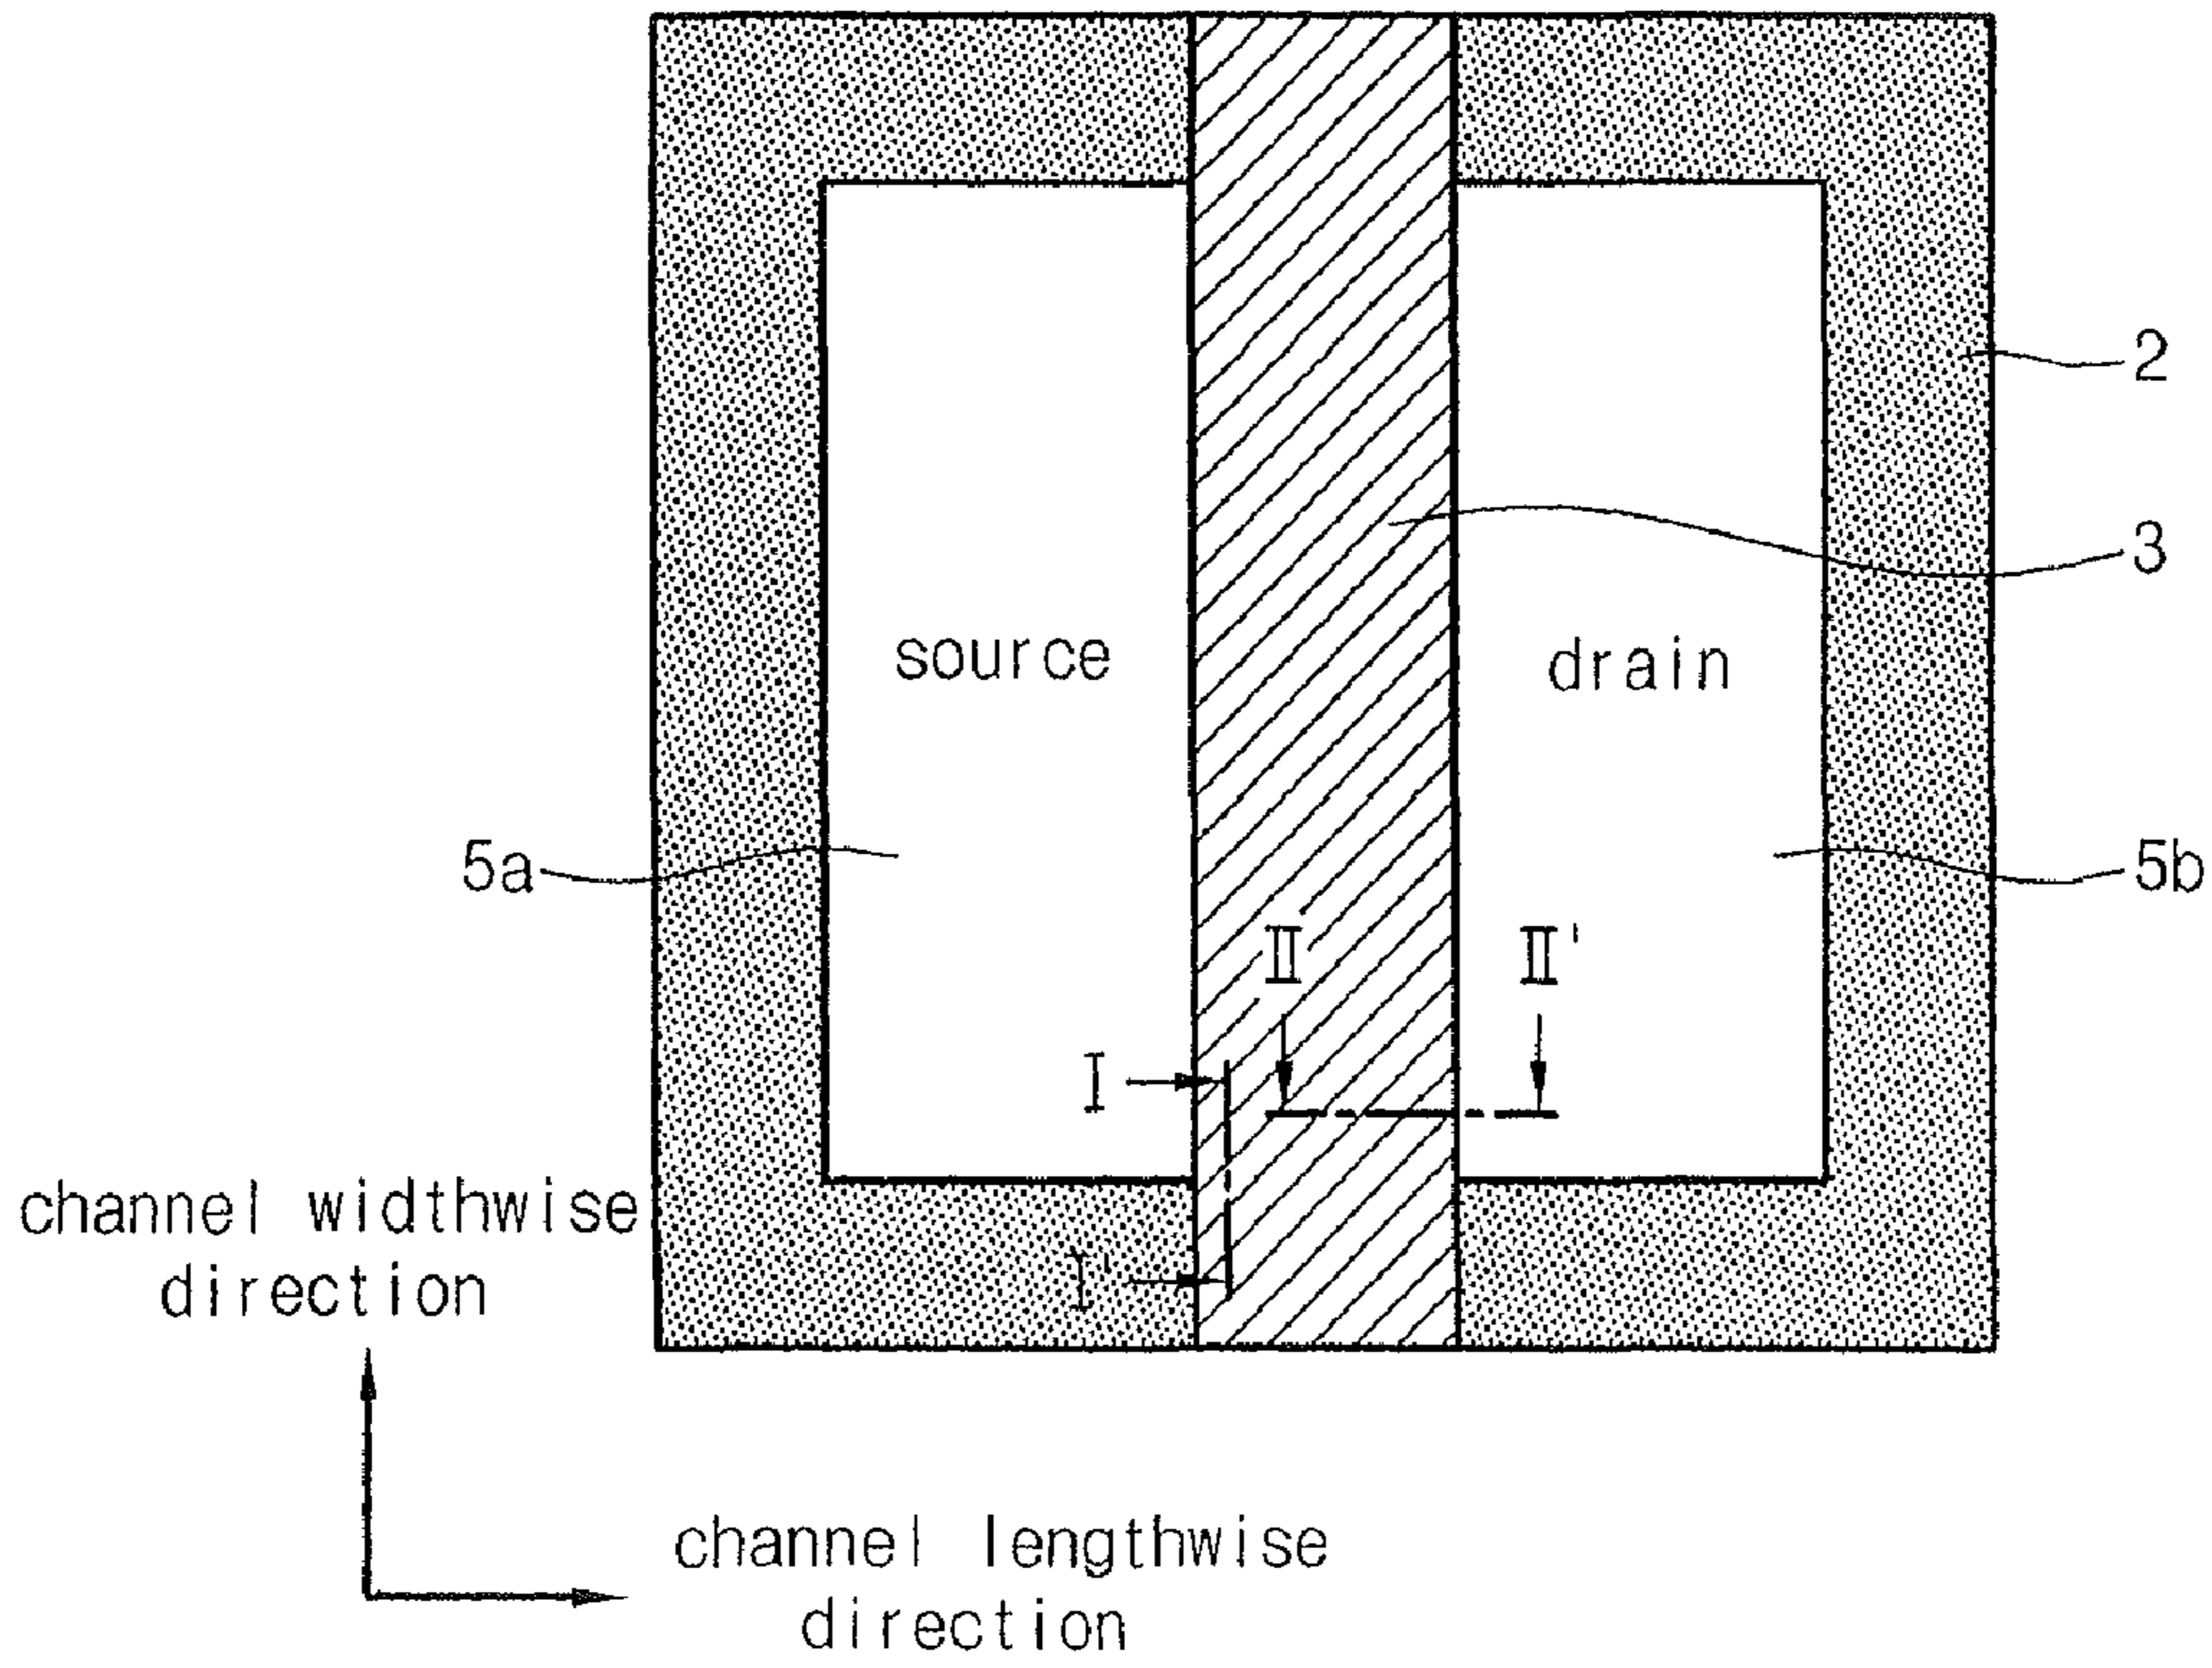 2
3
source
drain
5a
5b
Ⅱ
Ⅱ'
Ⅰ
Ⅰ'
channel widthwise
direction
channel lengthwise
direction